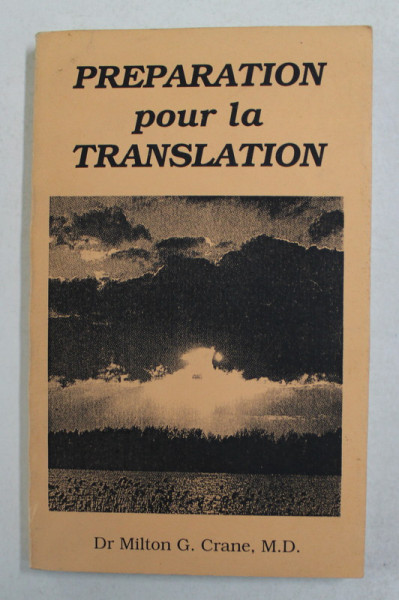 PREPARATION
pour la
TRANSLATION
Dr Milton G. Crane, M.D.